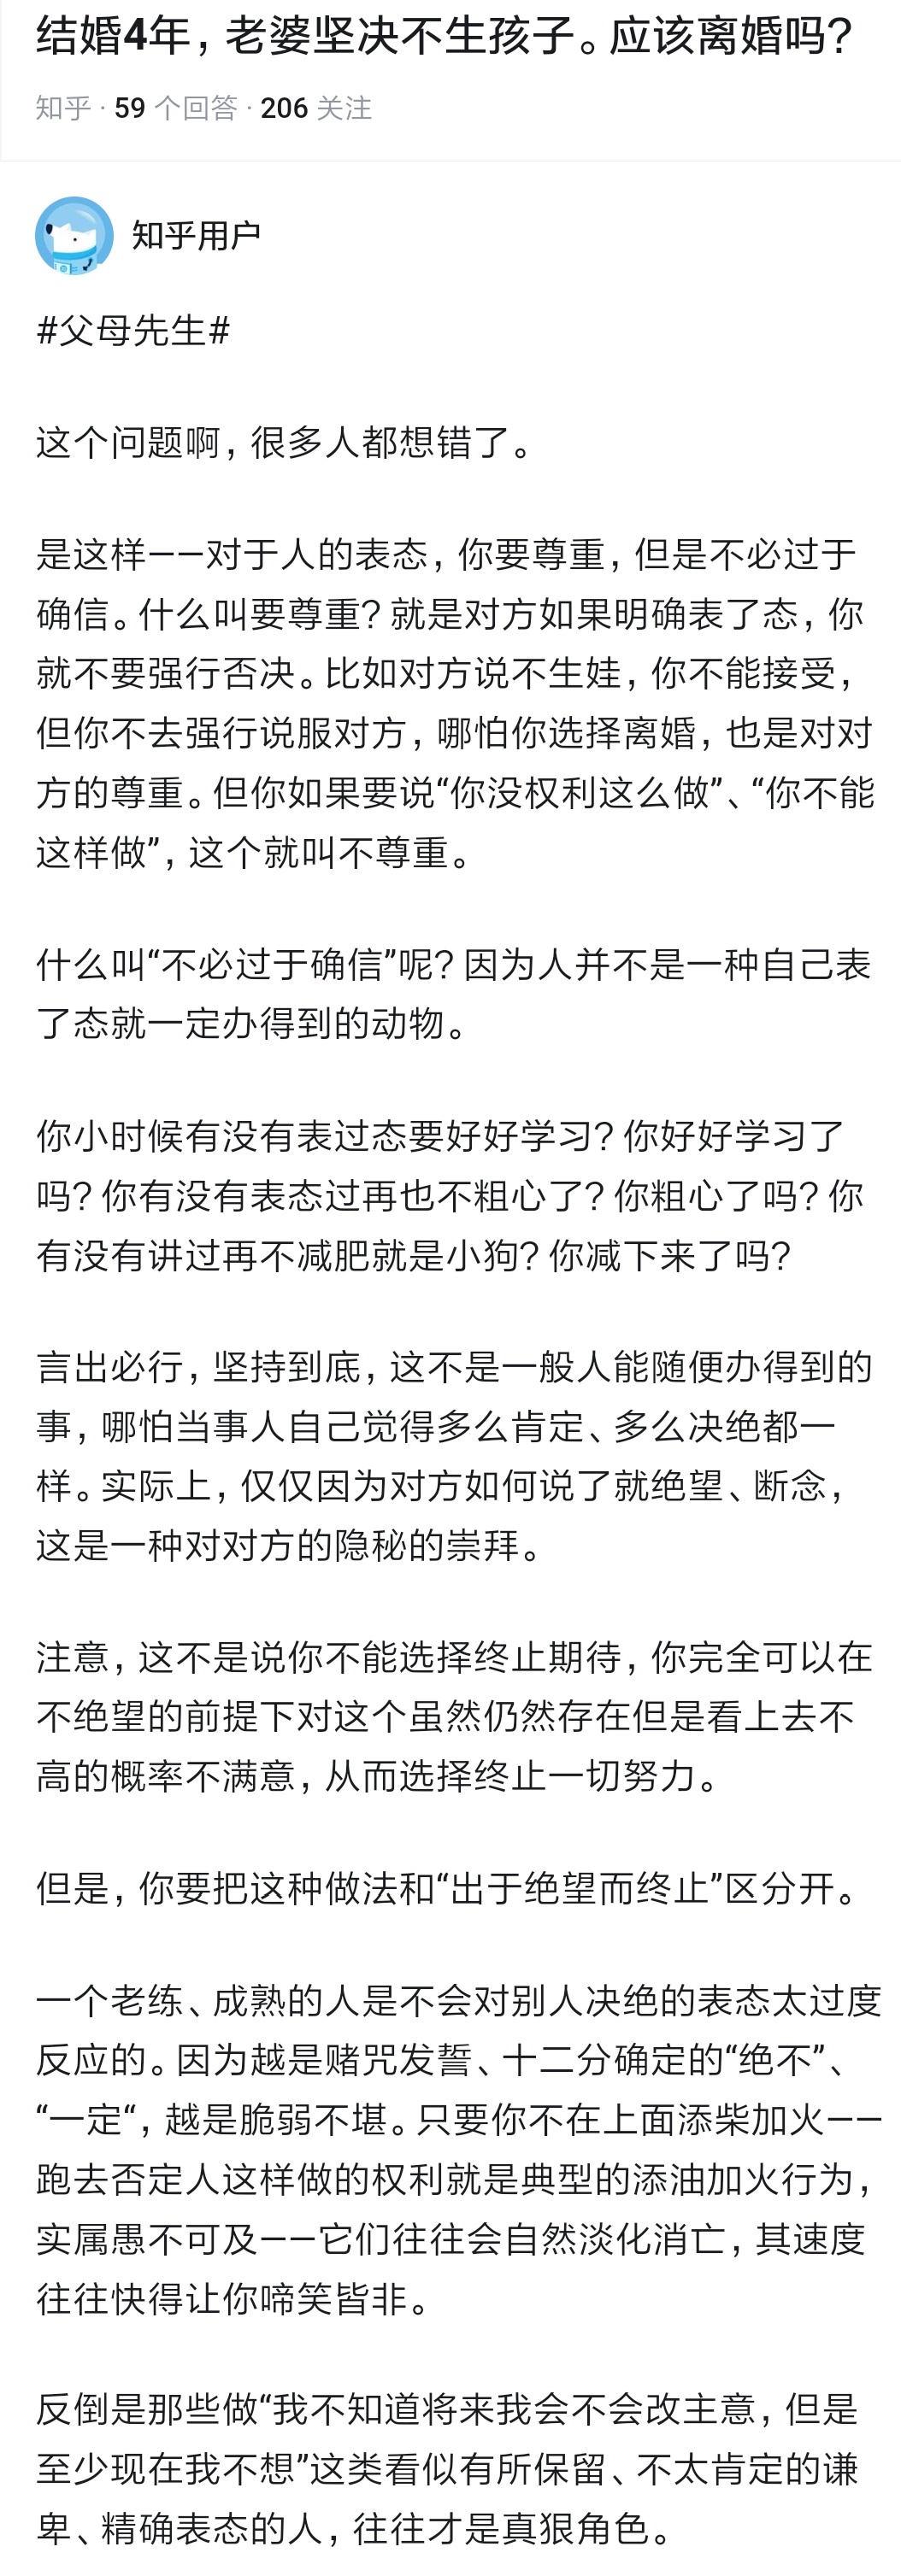 结婚4年，老婆坚决不生孩子。应该离婚吗？
知乎 · 59 个回答 · 206 关注
知乎用户
#父母先生#
这个问题啊，很多人都想错了。
是这样——对于人的表态，你要尊重，但是不必过于
确信。什么叫要尊重？就是对方如果明确表了态，你
就不要强行否决。比如对方说不生娃，你不能接受，
但你不去强行说服对方，哪怕你选择离婚，也是对对
方的尊重。但你如果要说“你没权利这么做”、“你不能
这样做”，这个就叫不尊重。
什么叫“不必过于确信”呢？因为人并不是一种自己表
了态就一定办得到的动物。
你小时候有没有表过态要好好学习？你好好学习了
吗？你有没有表态过再也不粗心了？你粗心了吗？你
有没有讲过再不减肥就是小狗？你减下来了吗？
言出必行，坚持到底，这不是一般人能随便办得到的
事，哪怕当事人自己觉得多么肯定、多么决绝都一
样。实际上，仅仅因为对方如何说了就绝望、断念，
这是一种对对方的隐秘的崇拜。
注意，这不是说你不能选择终止期待，你完全可以在
不绝望的前提下对这个虽然仍然存在但是看上去不
高的概率不满意，从而选择终止一切努力。
但是，你要把这种做法和“出于绝望而终止”区分开。
一个老练、成熟的人是不会对别人决绝的表态太过度
反应的。因为越是赌咒发誓、十二分确定的“绝不”、
“一定“，越是脆弱不堪。只要你不在上面添柴加火——
跑去否定人这样做的权利就是典型的添油加火行为，
实属愚不可及——它们往往会自然淡化消亡，其速度
往往快得让你啼笑皆非。
反倒是那些做“我不知道将来我会不会改主意，但是
至少现在我不想”这类看似有所保留、不太肯定的谦
卑、精确表态的人，往往才是真狠角色。